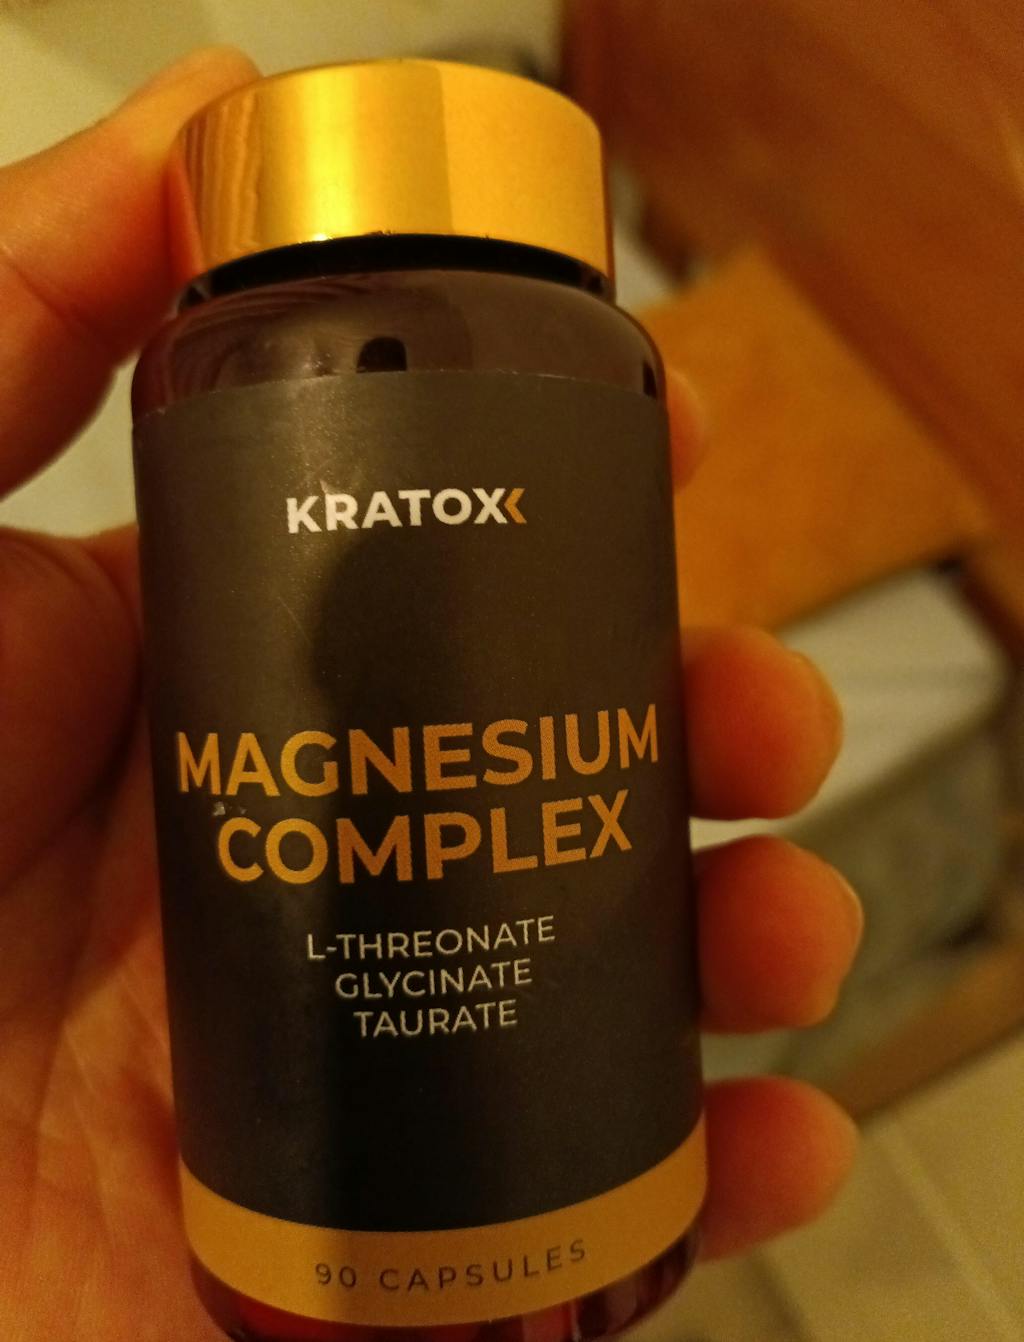 KRATOX
MAGNESIUM
COMPLEX
L-THREONATE
GLYCINATE
TAURATE
90 CAPSULES